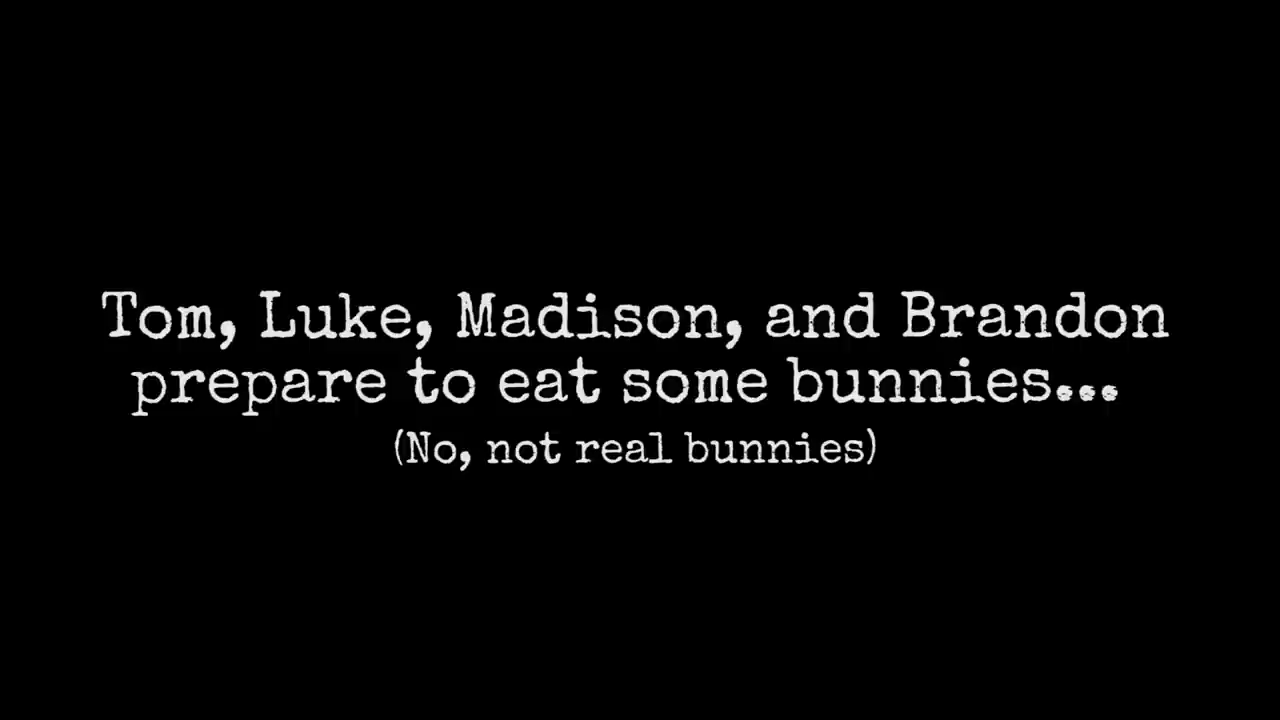 Tom, Luke, Madison, and Brandon
prepare to eat some bunnies...
(No, not real bunnies)